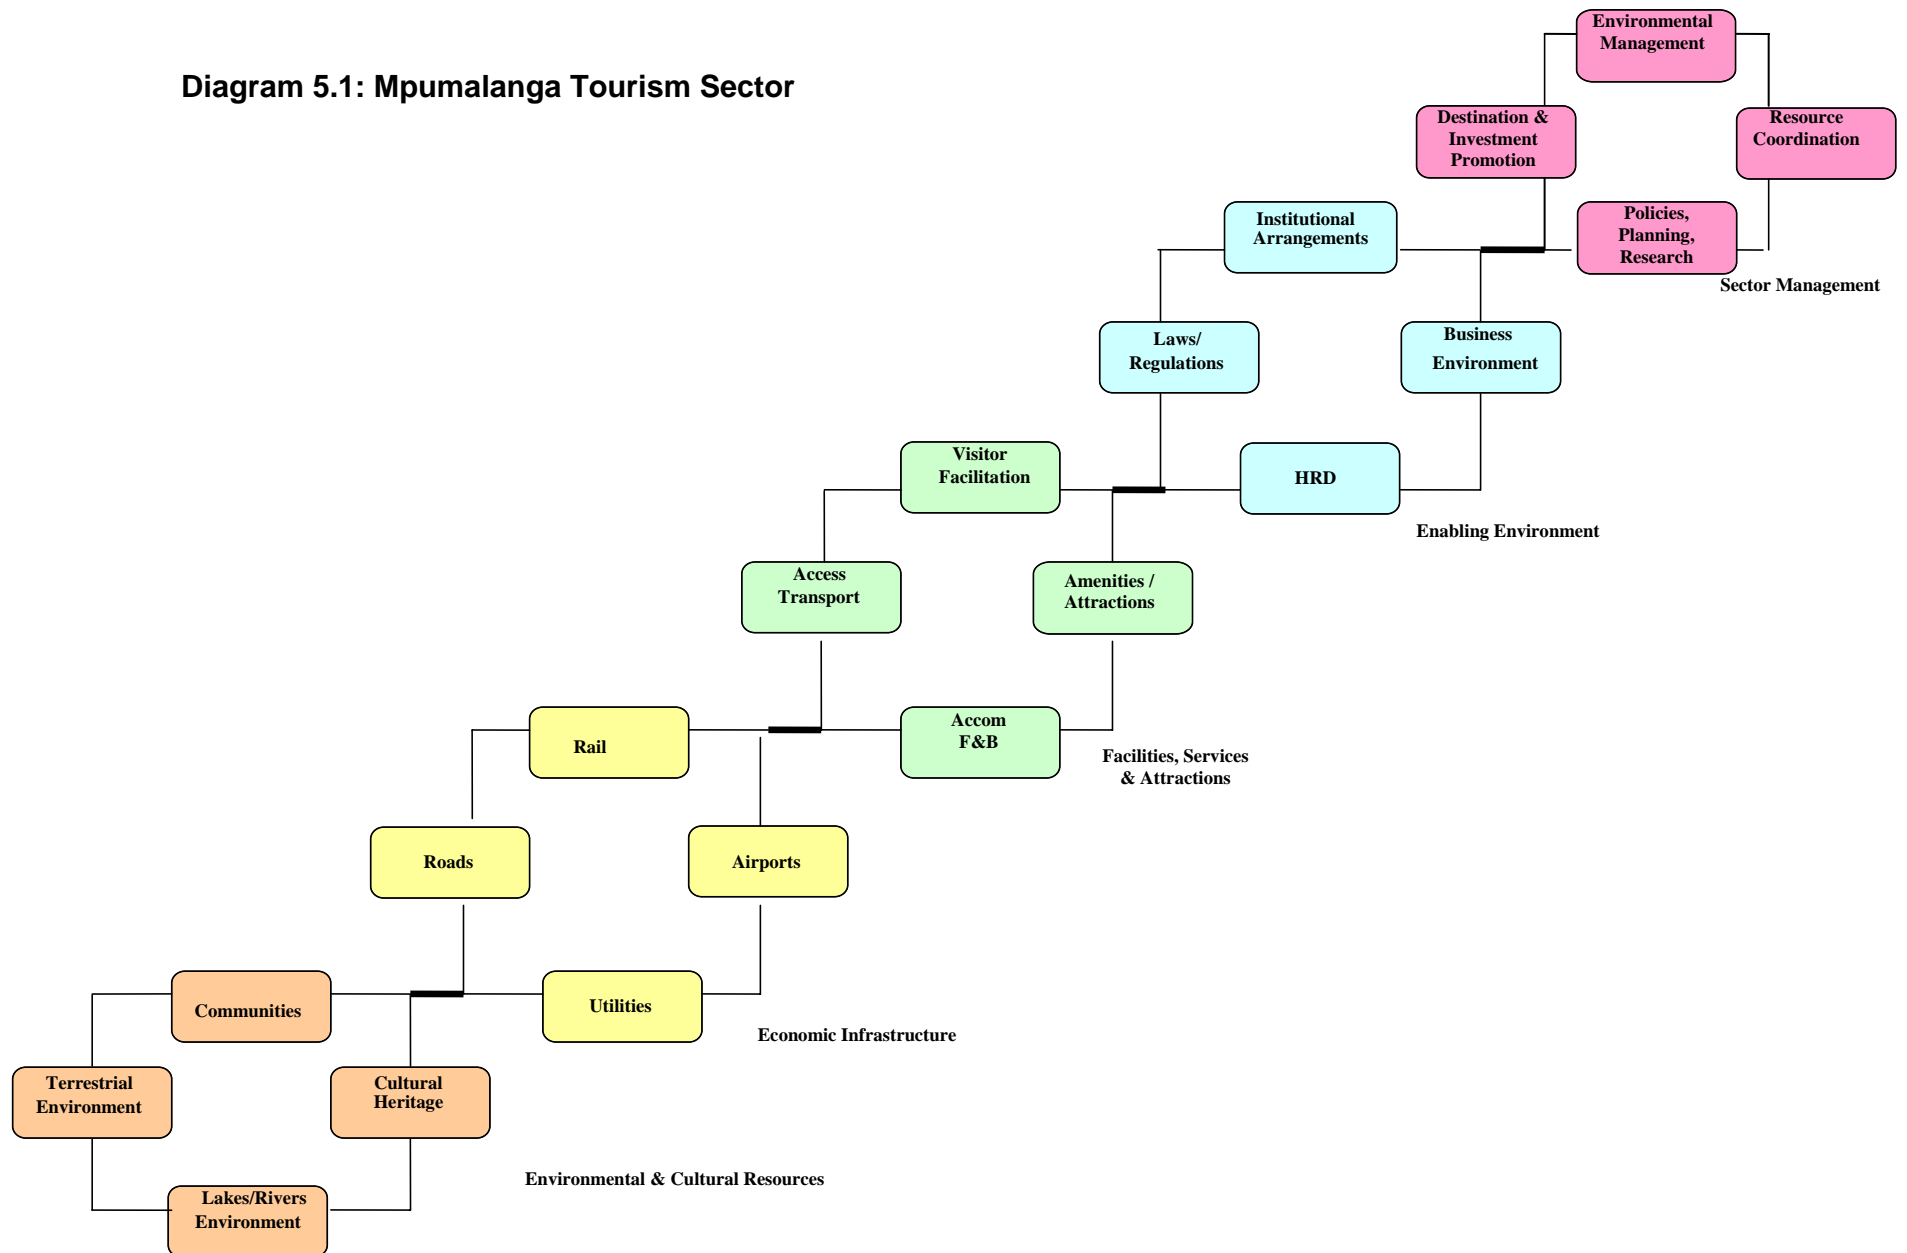 Diagram 5.1: Mpumalanga Tourism Sector
Environmental
Management
Destination &
Investment
Promotion
Resource
Coordination
Policies,
Planning,
Research
Sector Management
Institutional
Arrangements
Laws/
Regulations
Business
Environment
HRD
Enabling Environment
Visitor
Facilitation
Access
Transport
Amenities /
Attractions
Accom
F&B
Facilities, Services
& Attractions
Rail
Roads
Airports
Utilities
Economic Infrastructure
Communities
Terrestrial
Environment
Cultural
Heritage
Lakes/Rivers
Environment
Environmental & Cultural Resources